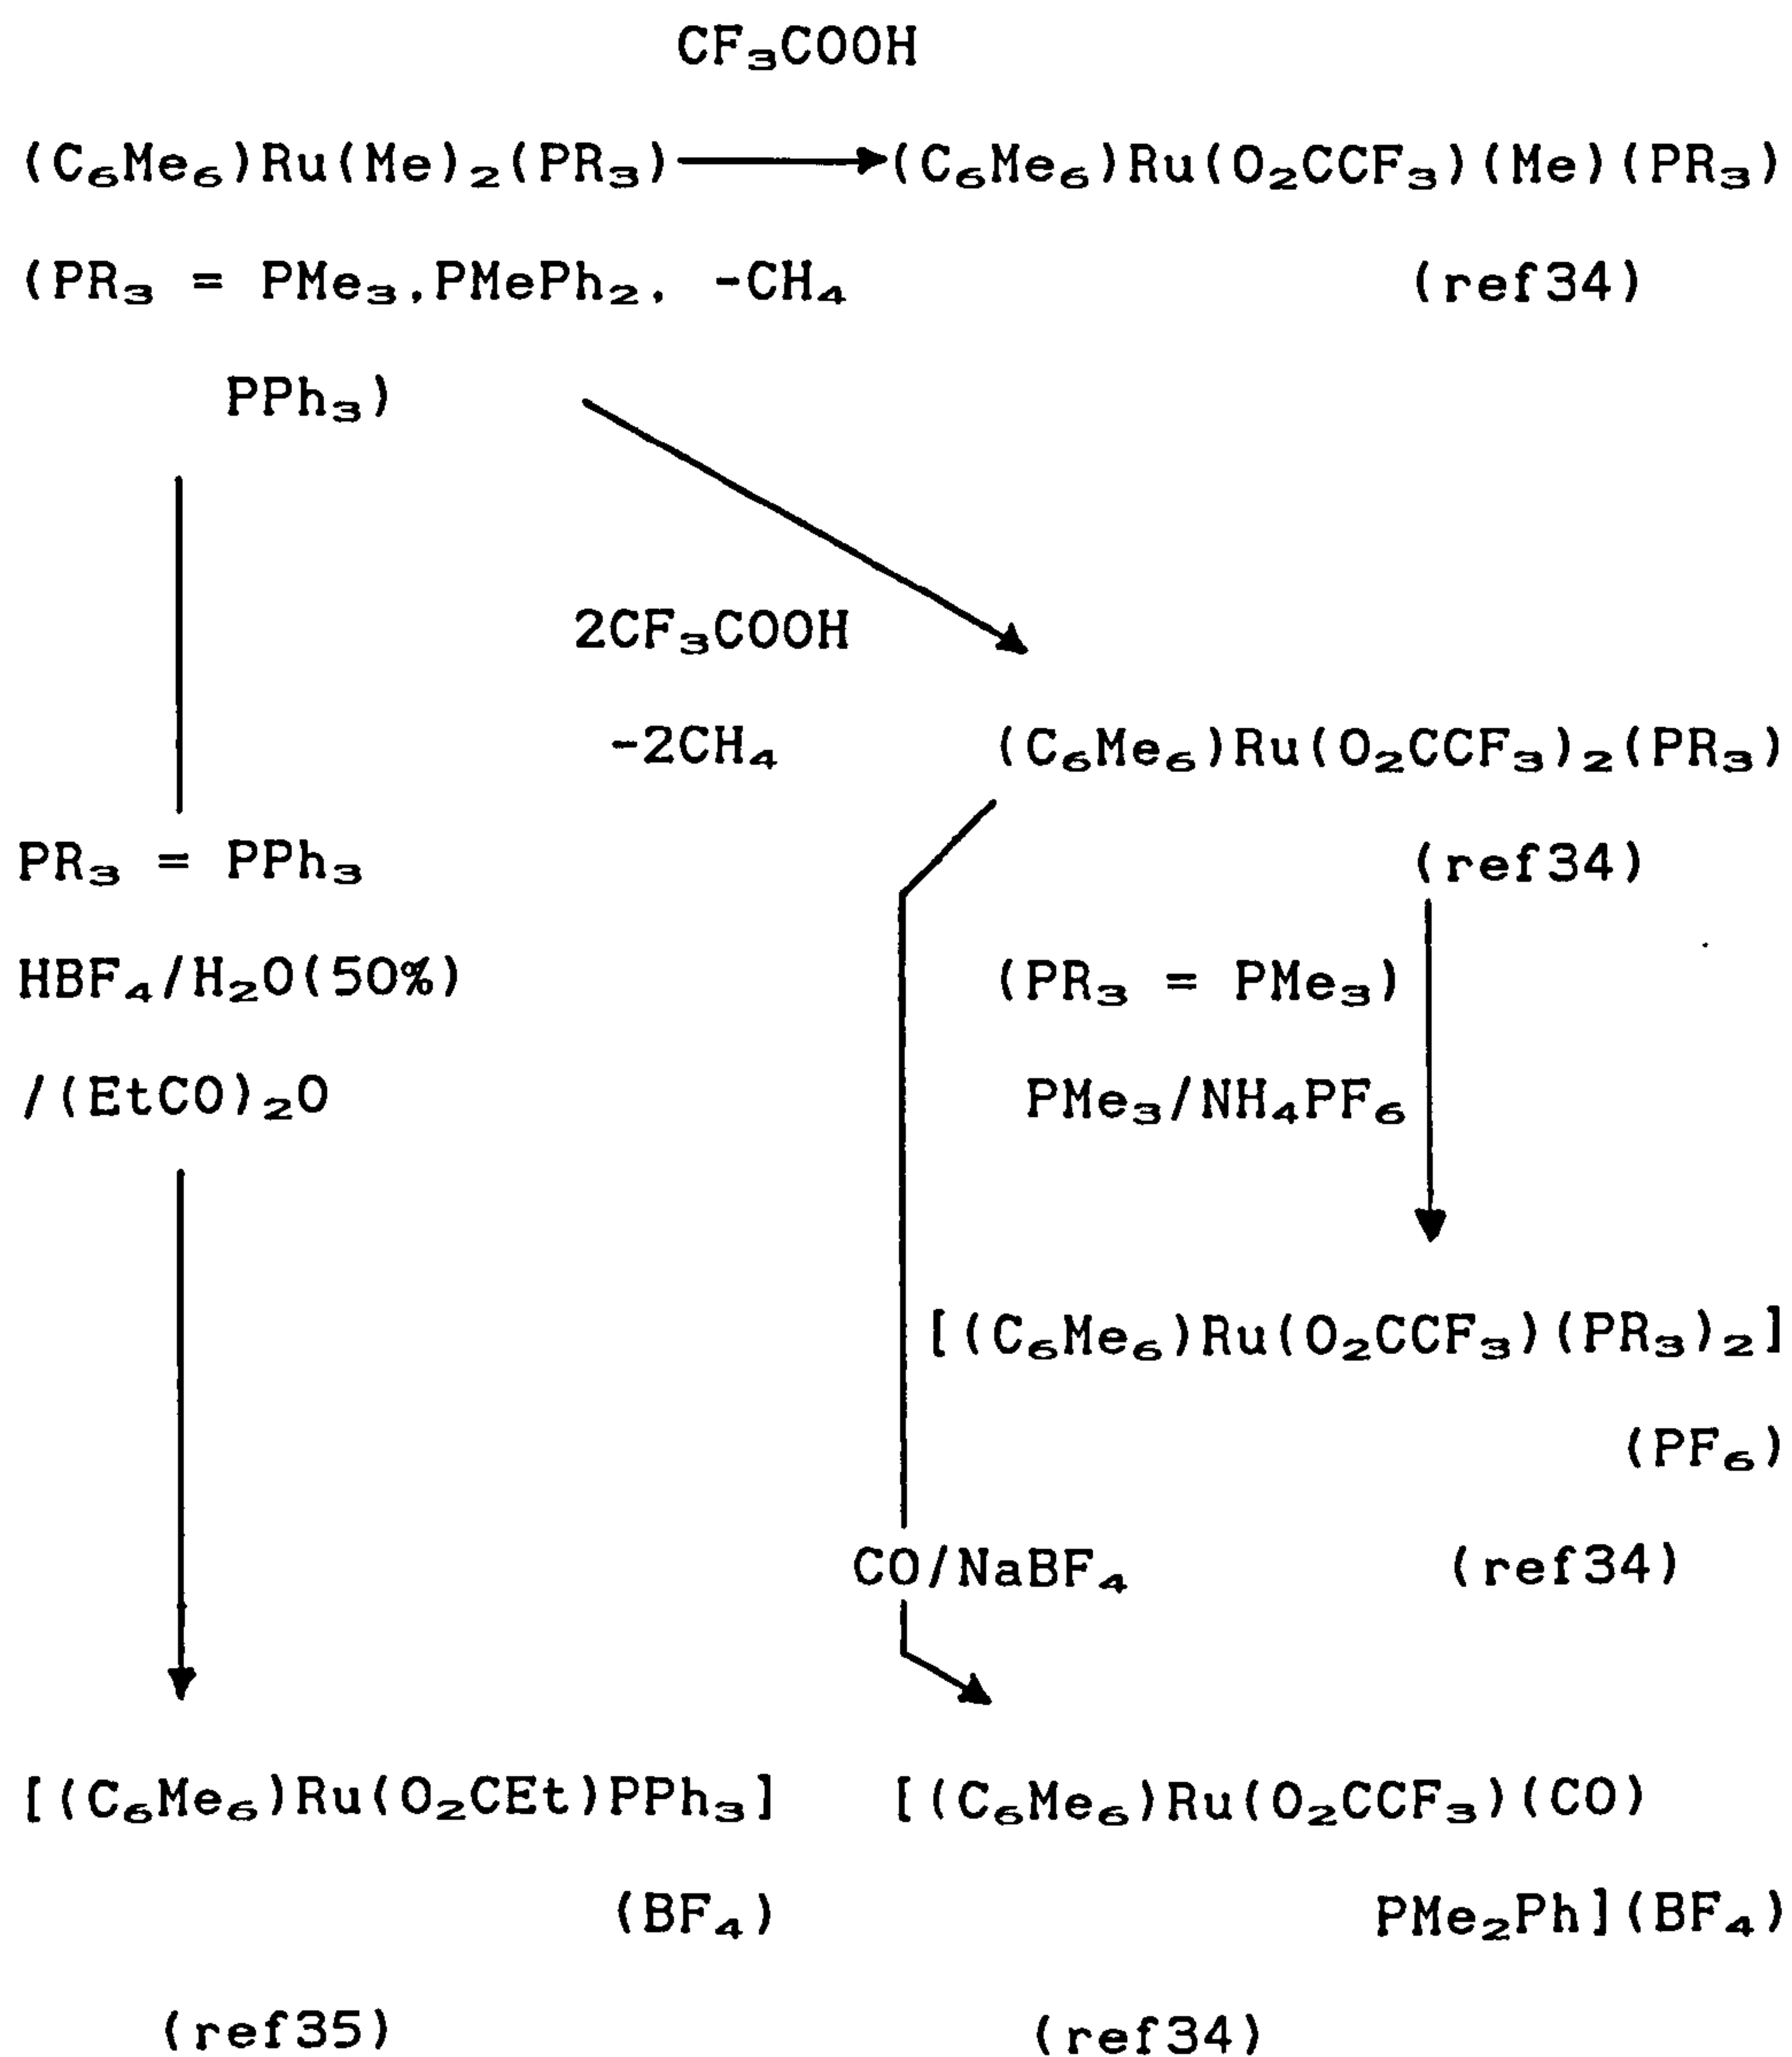 CF₃COOH
(C₆Me₆)Ru(Me)₂(PR₃) (C₆Me₆)Ru(O₂CCF₃)(Me)(PR₃)
(PR₃ = PMe₃,PMePh₂, -CH₄ (ref34)
PPh₃)
2CF₃COOH
-2CH₄ (C₆Me₆)Ru(O₂CCF₃)₂(PR₃)
PR₃ = PPh₃ (ref34)
HBF₄/H₂O(50%) (PR₃ = PMe₃)
/(EtCO)₂O PMe₃/NH₄PF₆
[(C₆Me₆)Ru(O₂CCF₃)(PR₃)₂]
(PF₆)
CO/NaBF₄ (ref34)
[(C₆Me₆)Ru(O₂CEt)PPh₃] [(C₆Me₆)Ru(O₂CCF₃)(CO)
(BF₄) PMe₂Ph](BF₄)
(ref35) (ref34)